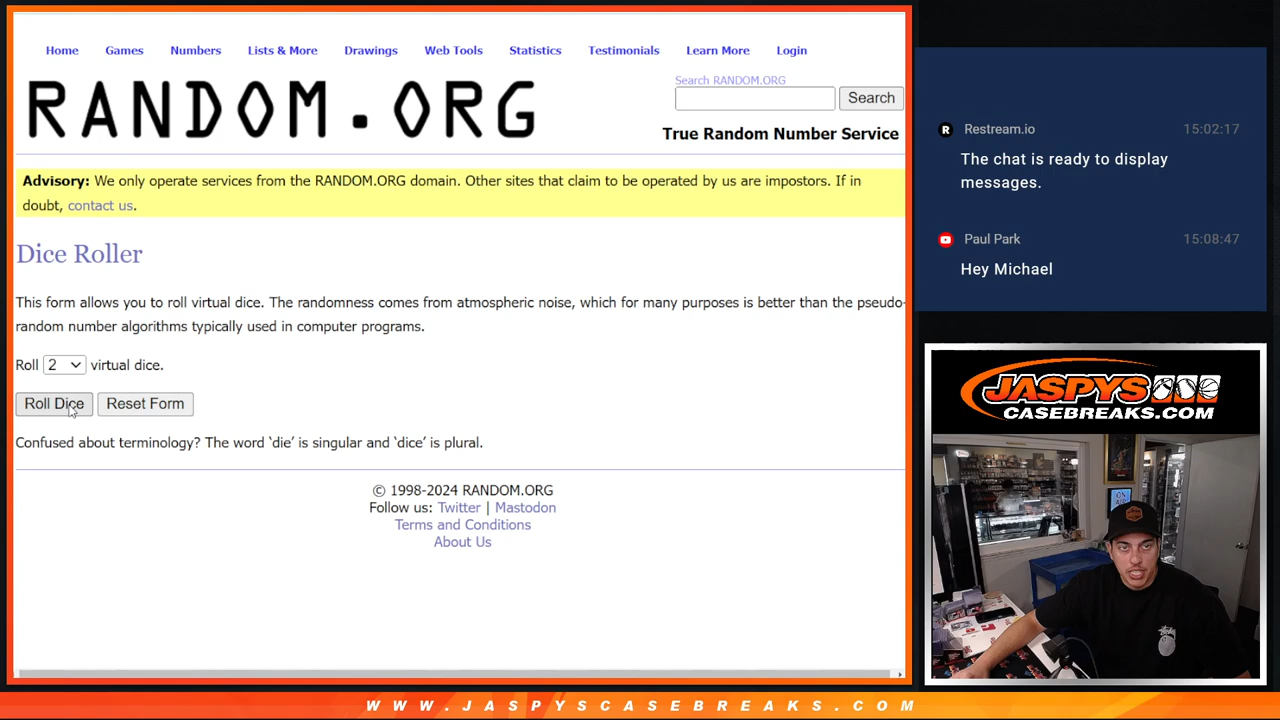 Home Games Numbers Lists & More Drawings Web Tools Statistics Testimonials Learn More Login
RANDOM.ORG
Search RANDOM.ORG
Search
True Random Number Service
Advisory: We only operate services from the RANDOM.ORG domain. Other sites that claim to be operated by us are impostors. If in
doubt, contact us.
Dice Roller
This form allows you to roll virtual dice. The randomness comes from atmospheric noise, which for many purposes is better than the pseudo-
random number algorithms typically used in computer programs.
Roll 2 virtual dice.
Roll Dice Reset Form
Confused about terminology? The word ‘die’ is singular and ‘dice’ is plural.
© 1998-2024 RANDOM.ORG
Follow us: Twitter | Mastodon
Terms and Conditions
About Us
R Restream.io 15:02:17
The chat is ready to display
messages.
Paul Park 15:08:47
Hey Michael
JASPYS
CASEBREAKS.COM
WWW.JASPYSCASEBREAKS.COM